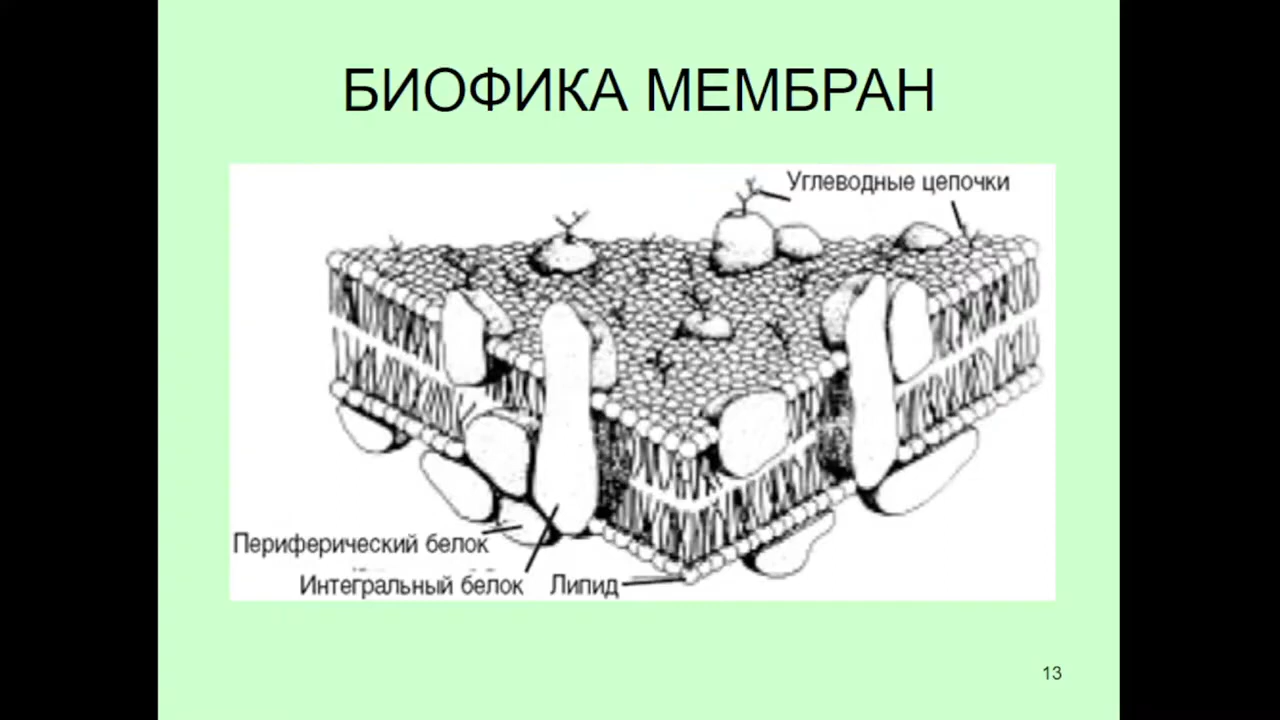 БИОФИКА МЕМБРАН
Углеводные цепочки
Периферический белок
Интегральный белок
Липид
13